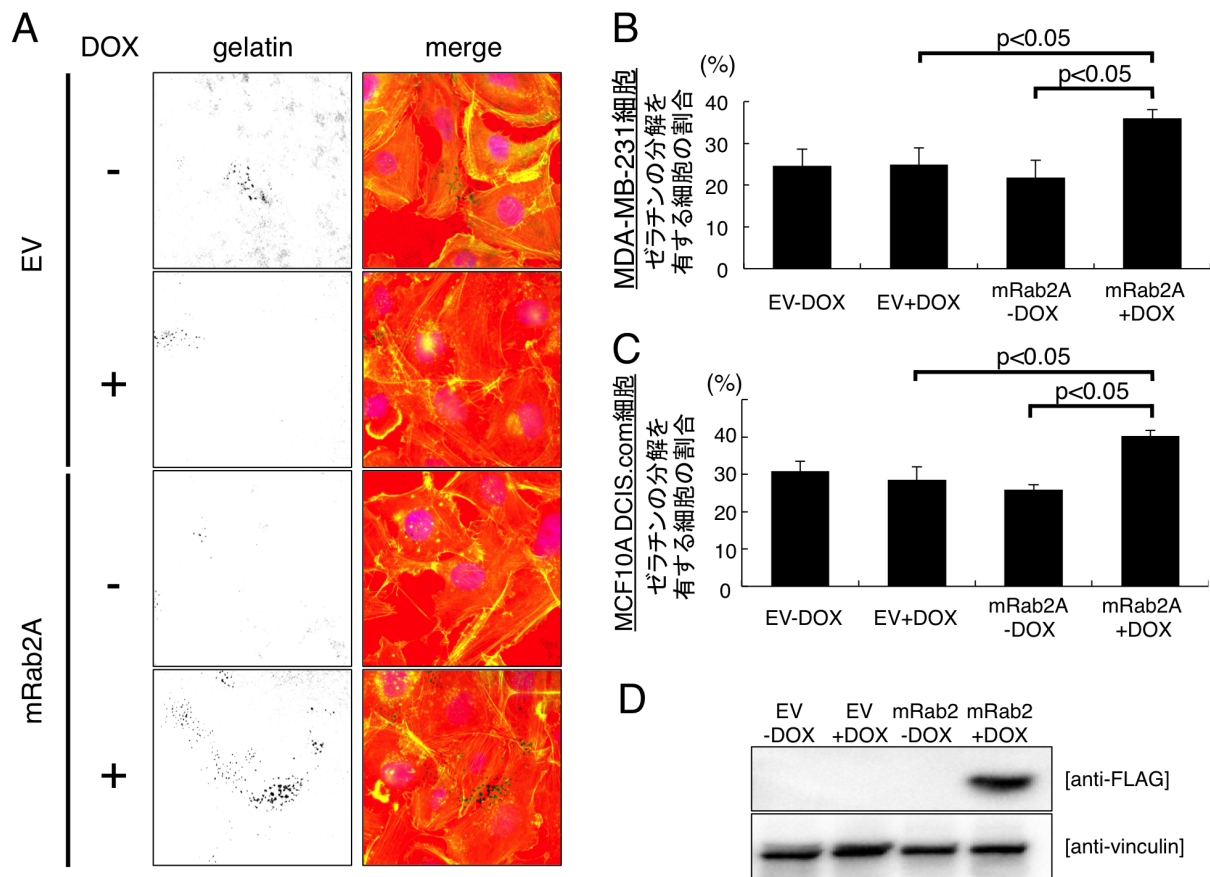 A
DOX
gelatin
merge
EV
-
+
mRab2A
-
+
B
MDA-MB-231細胞
ゼラチンの分解を
有する細胞の割合
(%)
p<0.05
p<0.05
40
30
20
10
0
EV-DOX
EV+DOX
mRab2A
-DOX
mRab2A
+DOX
C
MCF10A DCIS.com細胞
ゼラチンの分解を
有する細胞の割合
(%)
p<0.05
p<0.05
40
30
20
10
0
EV-DOX
EV+DOX
mRab2A
-DOX
mRab2A
+DOX
D
EV
-DOX
EV
+DOX
mRab2
-DOX
mRab2
+DOX
[anti-FLAG]
[anti-vinculin]